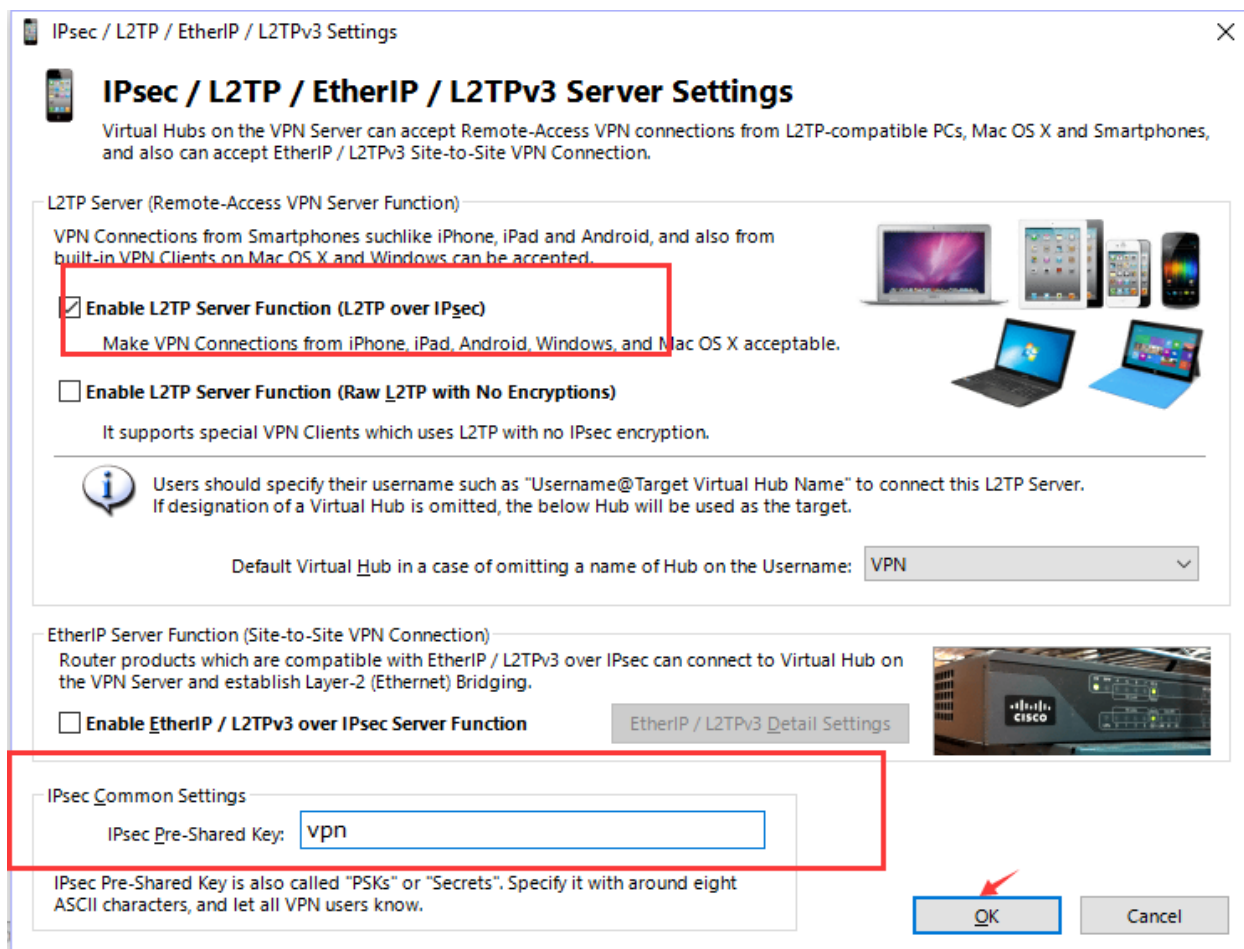 IPsec / L2TP / EtherIP / L2TPv3 Settings
IPsec / L2TP / EtherIP / L2TPv3 Server Settings
Virtual Hubs on the VPN Server can accept Remote-Access VPN connections from L2TP-compatible PCs, Mac OS X and Smartphones,
and also can accept EtherIP / L2TPv3 Site-to-Site VPN Connection.
L2TP Server (Remote-Access VPN Server Function)
VPN Connections from Smartphones suchlike iPhone, iPad and Android, and also from
built-in VPN Clients on Mac OS X and Windows can be accepted.
Enable L2TP Server Function (L2TP over IPsec)
Make VPN Connections from iPhone, iPad, Android, Windows, and Mac OS X acceptable.
Enable L2TP Server Function (Raw L2TP with No Encryptions)
It supports special VPN Clients which uses L2TP with no IPsec encryption.
Users should specify their username such as "Username@Target Virtual Hub Name" to connect this L2TP Server.
If designation of a Virtual Hub is omitted, the below Hub will be used as the target.
Default Virtual Hub in a case of omitting a name of Hub on the Username: VPN
EtherIP Server Function (Site-to-Site VPN Connection)
Router products which are compatible with EtherIP / L2TPv3 over IPsec can connect to Virtual Hub on
the VPN Server and establish Layer-2 (Ethernet) Bridging.
Enable EtherIP / L2TPv3 over IPsec Server Function
EtherIP / L2TPv3 Detail Settings
CISCO
IPsec Common Settings
IPsec Pre-Shared Key: vpn
IPsec Pre-Shared Key is also called "PSKs" or "Secrets". Specify it with around eight
ASCII characters, and let all VPN users know.
OK
Cancel